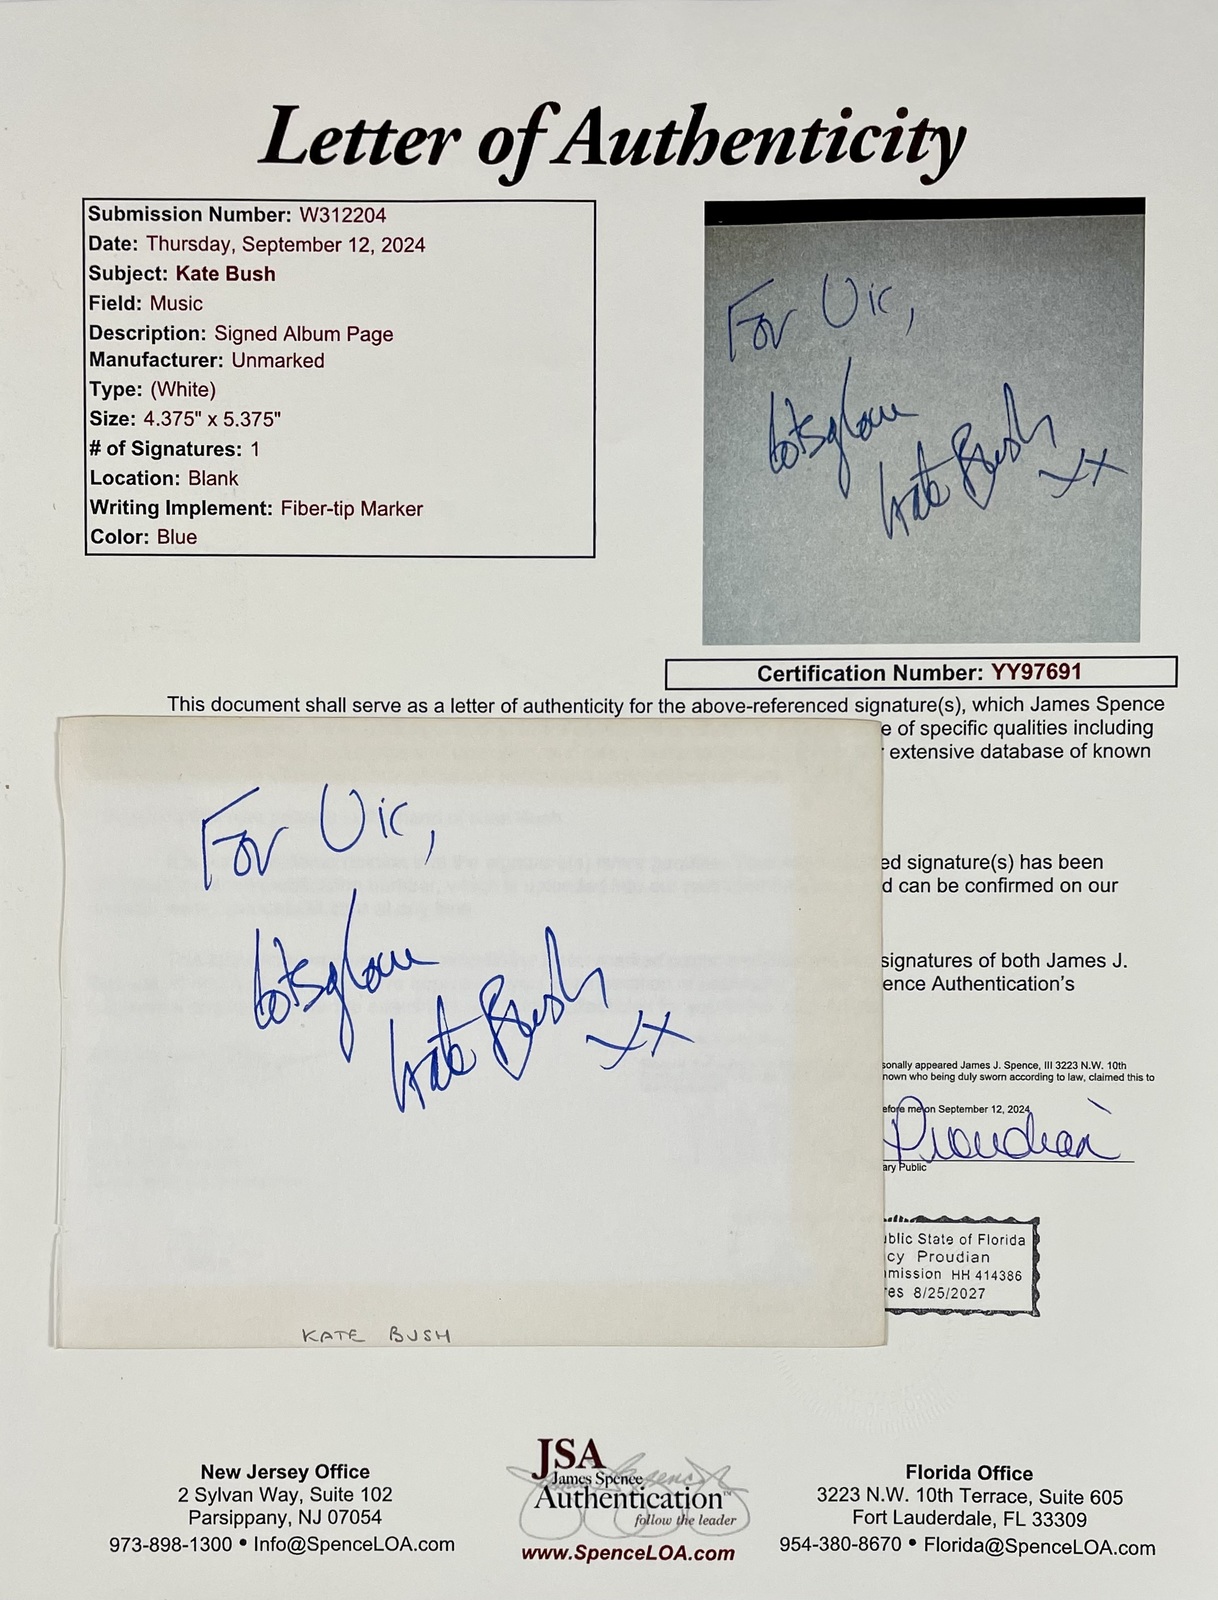 Letter of Authenticity
Submission Number: W312204
Date: Thursday, September 12, 2024
Subject: Kate Bush
Field: Music
Description: Signed Album Page
Manufacturer: Unmarked
Type: (White)
Size: 4.375" x 5.375"
# of Signatures: 1
Location: Blank
Writing Implement: Fiber-tip Marker
Color: Blue
For Vic,
lots of love
Kate Bush
xx
Certification Number: YY97691
This document shall serve as a letter of authenticity for the above-referenced signature(s), which James Spence
e of specific qualities including
extensive database of known
ed signature(s) has been
d can be confirmed on our
signatures of both James J.
ence Authentication's
sonally appeared James J. Spence, III 3223 N.W. 10th
nown who being duly sworn according to law, claimed this to
efore me on September 12, 2024
Proudian
ary Public
ublic State of Florida
cy Proudian
mission HH 414386
es 8/25/2027
For Vic,
lots of love
Kate Bush
xx
KATE BUSH
New Jersey Office
2 Sylvan Way, Suite 102
Parsippany, NJ 07054
973-898-1300 • Info@SpenceLOA.com
JSA
James Spence
Authentication™
follow the leader
www.SpenceLOA.com
Florida Office
3223 N.W. 10th Terrace, Suite 605
Fort Lauderdale, FL 33309
954-380-8670 • Florida@SpenceLOA.com